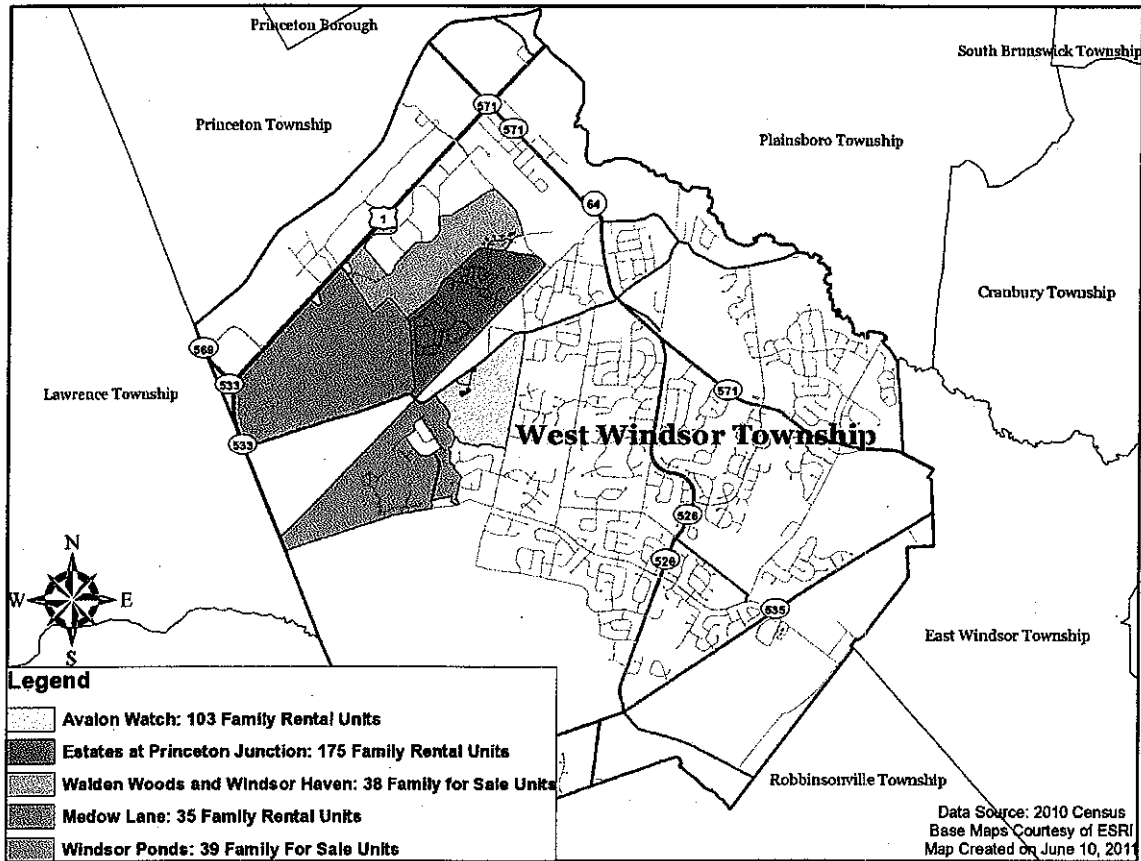 Princeton Borough
South Brunswick Township
571
Princeton Township
571
Plainsboro Township
64
1
Cranbury Township
569
533
Lawrence Township
571
533
West Windsor Township
526
526
N
W E
S
535
East Windsor Township
Legend
Avalon Watch: 103 Family Rental Units
Estates at Princeton Junction: 175 Family Rental Units
Walden Woods and Windsor Haven: 38 Family for Sale Units
Medow Lane: 35 Family Rental Units
Windsor Ponds: 39 Family For Sale Units
Robbinsonville Township
Data Source: 2010 Census
Base Maps Courtesy of ESRI
Map Created on June 10, 2011